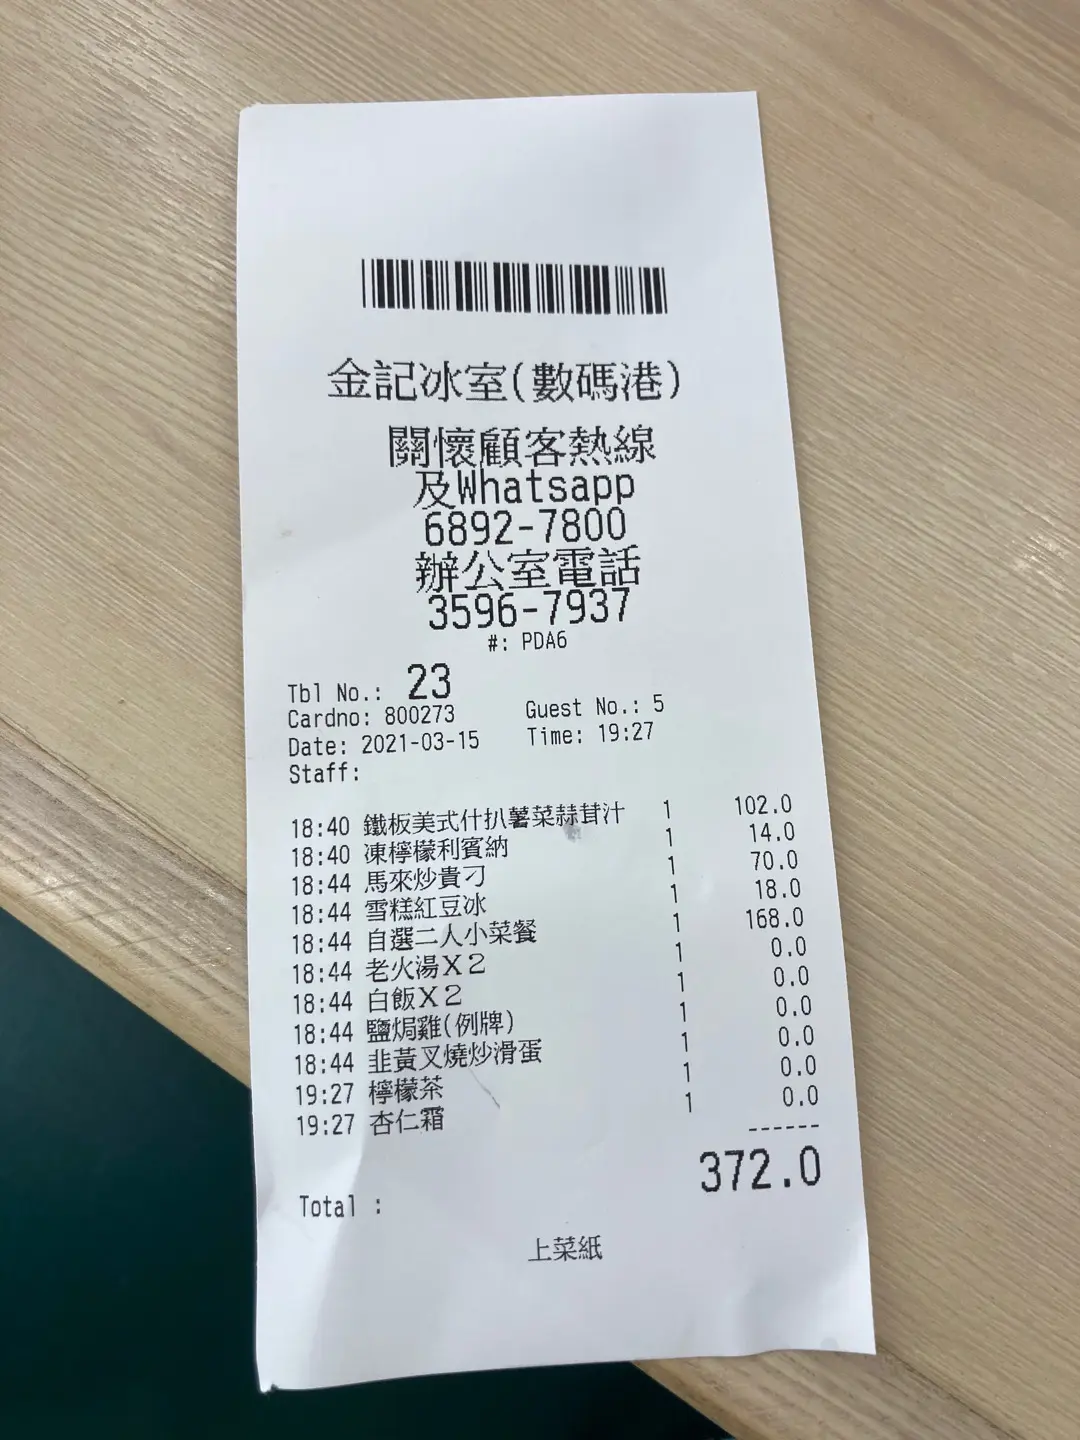 金記冰室(數碼港)
關懷顧客熱線
及Whatsapp
6892-7800
辦公室電話
3596-7937
#: PDA6
Tbl No.: 23
Cardno: 800273 Guest No.: 5
Date: 2021-03-15 Time: 19:27
Staff:
18:40 鐵板美式什扒薯菜蒜茸汁 1 102.0
18:40 凍檸檬利賓納 1 14.0
18:44 馬來炒貴刁 1 70.0
18:44 雪糕紅豆冰 1 18.0
18:44 自選二人小菜餐 1 168.0
18:44 老火湯X2 1 0.0
18:44 白飯X2 1 0.0
18:44 鹽焗雞(例牌) 1 0.0
18:44 韭黃叉燒炒滑蛋 1 0.0
19:27 檸檬茶 1 0.0
19:27 杏仁霜 1 0.0
------
Total : 372.0
上菜紙